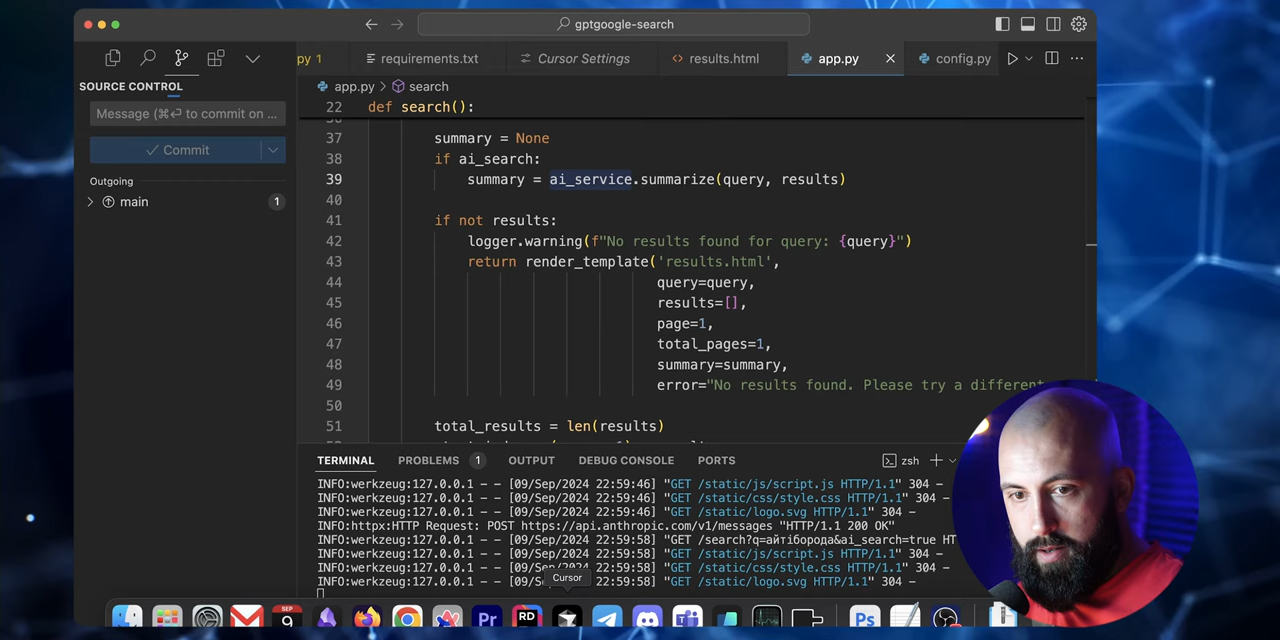 gptgoogle-search
SOURCE CONTROL
Message (⌘⏎ to commit on ...
Commit
Outgoing
main
1
py 1
requirements.txt
Cursor Settings
results.html
app.py
config.py
app.py > search
22 def search():
37 summary = None
38 if ai_search:
39 summary = ai_service.summarize(query, results)
40
41 if not results:
42 logger.warning(f"No results found for query: {query}")
43 return render_template('results.html',
44 query=query,
45 results=[],
46 page=1,
47 total_pages=1,
48 summary=summary,
49 error="No results found. Please try a different
50
51 total_results = len(results)
TERMINAL PROBLEMS 1 OUTPUT DEBUG CONSOLE PORTS zsh
INFO:werkzeug:127.0.0.1 - - [09/Sep/2024 22:59:46] "GET /static/js/script.js HTTP/1.1" 304 -
INFO:werkzeug:127.0.0.1 - - [09/Sep/2024 22:59:46] "GET /static/css/style.css HTTP/1.1" 304 -
INFO:werkzeug:127.0.0.1 - - [09/Sep/2024 22:59:46] "GET /static/logo.svg HTTP/1.1" 304 -
INFO:httpx:HTTP Request: POST https://api.anthropic.com/v1/messages "HTTP/1.1 200 OK"
INFO:werkzeug:127.0.0.1 - - [09/Sep/2024 22:59:58] "GET /search?q=айтіборода&ai_search=true HT
INFO:werkzeug:127.0.0.1 - - [09/Sep/2024 22:59:58] "GET /static/js/script.js HTTP/1.1" 304 -
INFO:werkzeug:127.0.0.1 - - [09/Sep/2024 22:59:58] "GET /static/css/style.css HTTP/1.1" 304 -
INFO:werkzeug:127.0.0.1 - - [09/Sep/2024 22:59:58] "GET /static/logo.svg HTTP/1.1" 304 -
Cursor
SEP
9
Pr
RD
Ps